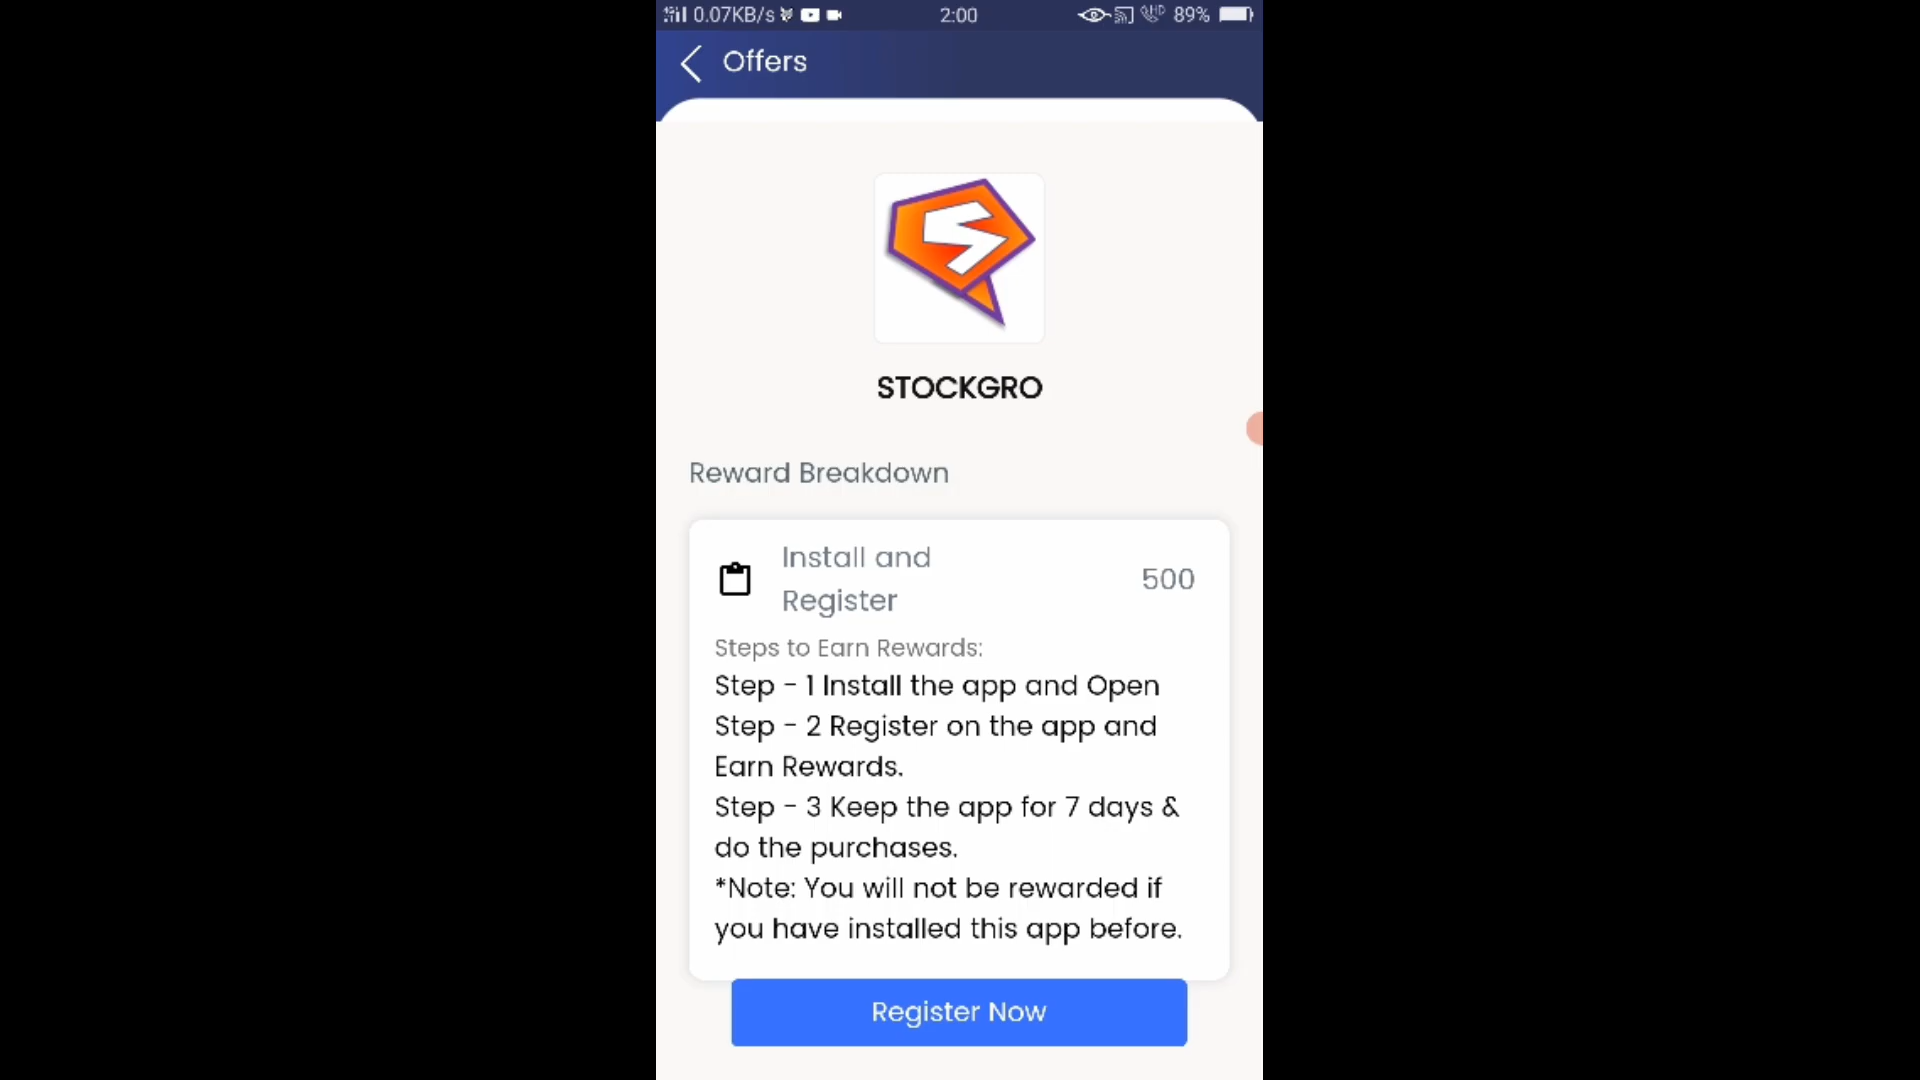 0.07KB/s 2:00 HD 89%
Offers
STOCKGRO
Reward Breakdown
Install and
Register
500
Steps to Earn Rewards:
Step - 1 Install the app and Open
Step - 2 Register on the app and
Earn Rewards.
Step - 3 Keep the app for 7 days &
do the purchases.
*Note: You will not be rewarded if
you have installed this app before.
Register Now